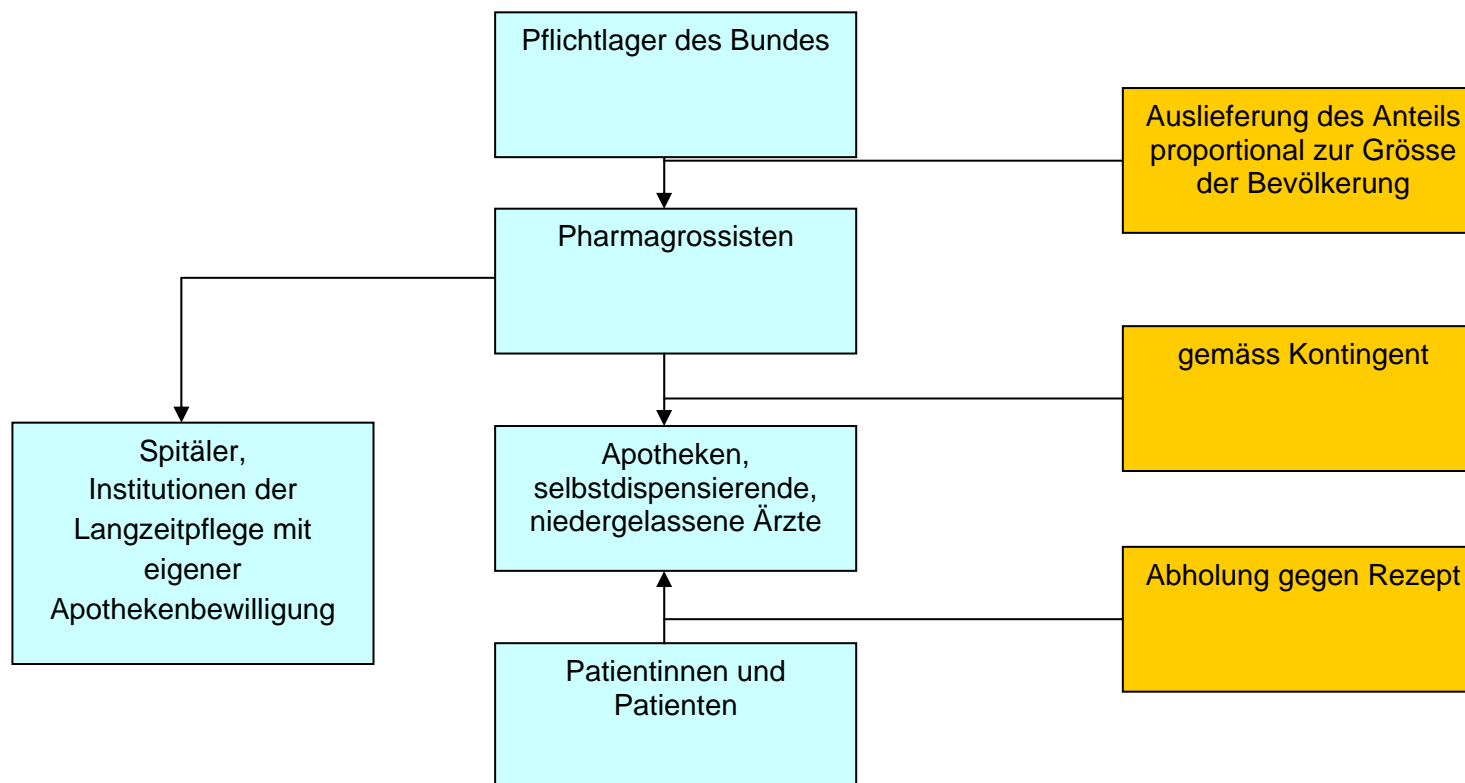 Pflichtlager des Bundes
Auslieferung des Anteils
proportional zur Grösse
der Bevölkerung
Pharmagrossisten
gemäss Kontingent
Spitäler,
Institutionen der
Langzeitpflege mit
eigener
Apothekenbewilligung
Apotheken,
selbstdispensierende,
niedergelassene Ärzte
Abholung gegen Rezept
Patientinnen und
Patienten